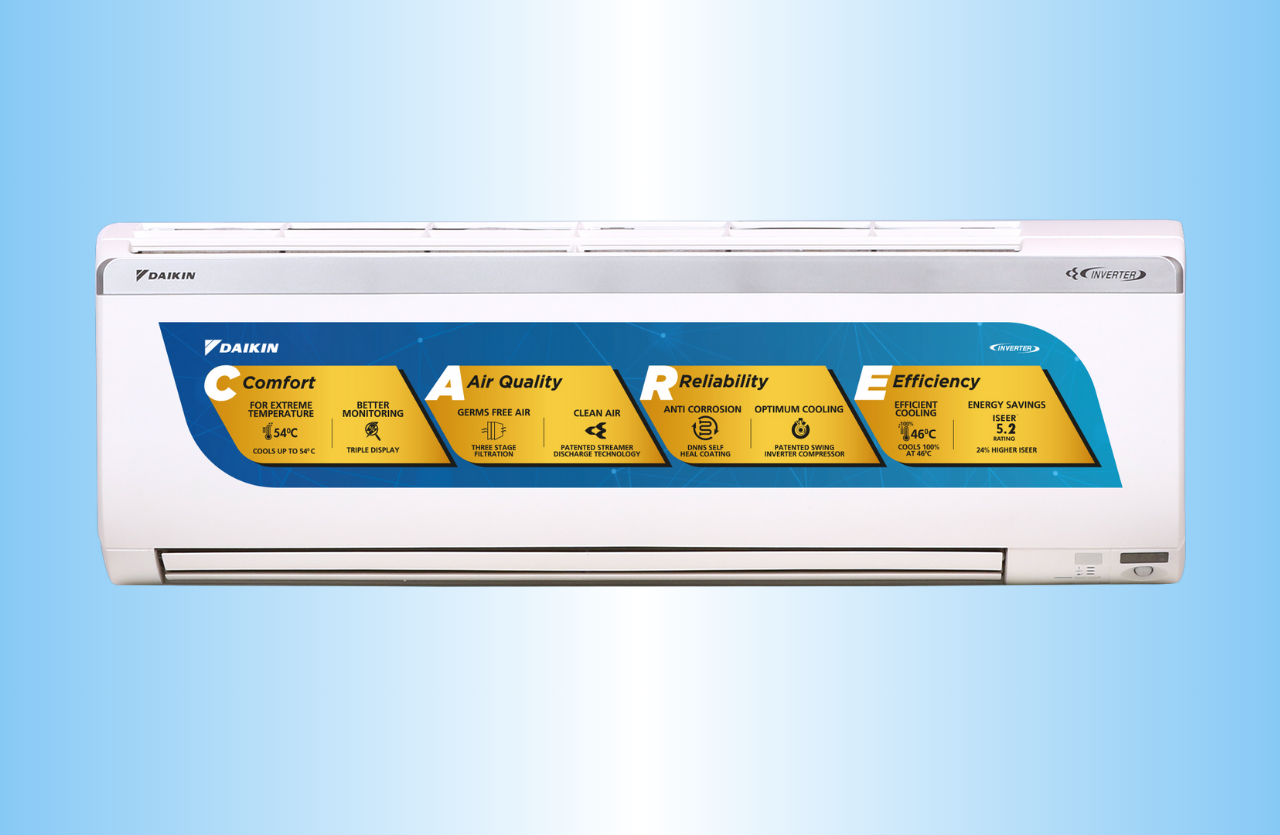 DAIKIN
INVERTER
DAIKIN
INVERTER
CARE
Comfort
FOR EXTREME
TEMPERATURE
54°C
COOLS UP TO 54° C
BETTER
MONITORING
TRIPLE DISPLAY
Air Quality
GERMS FREE AIR
THREE STAGE
FILTRATION
CLEAN AIR
PATENTED STREAMER
DISCHARGE TECHNOLOGY
Reliability
ANTI CORROSION
DNNS SELF
HEAL COATING
OPTIMUM COOLING
PATENTED SWING
INVERTER COMPRESSOR
Efficiency
EFFICIENT
COOLING
100%
46°C
COOLS 100%
AT 46°C
ENERGY SAVINGS
ISEER
5.2
RATING
24% HIGHER ISEER